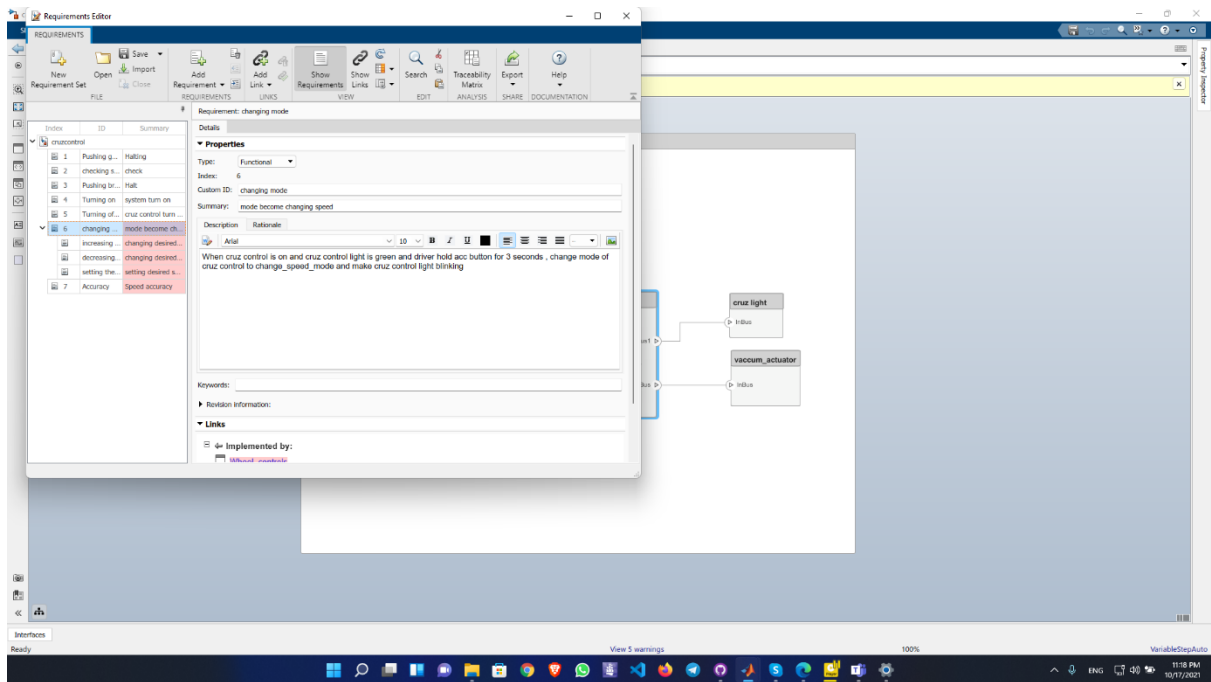 Requirements Editor
REQUIREMENTS
New
Requirement Set
Open
Save
Import
Close
FILE
Add
Requirement
REQUIREMENTS
Add
Link
LINKS
Show
Requirements
Show
Links
VIEW
Search
EDIT
Traceability
Matrix
ANALYSIS
Export
SHARE
Help
DOCUMENTATION
Property Inspector
Index ID Summary
cruzcontrol
1 Pushing g... Halting
2 checking s... check
3 Pushing br... Halt
4 Turning on system turn on
5 Turning of... cruz control turn ...
6 changing ... mode become ch...
increasing ... changing desired...
decreasing... changing desired...
setting the... setting desired s...
7 Accuracy Speed accuracy
Requirement: changing mode
Details
Properties
Type: Functional
Index: 6
Custom ID: changing mode
Summary: mode become changing speed
Description Rationale
Arial 10 B I U
When cruz control is on and cruz control light is green and driver hold acc button for 3 seconds , change mode of
cruz control to change_speed_mode and make cruz control light blinking
Keywords:
Revision information:
Links
Implemented by:
Wheel_controls
cruz light
InBus
vaccum_actuator
InBus
Interfaces
Ready
View 5 warnings
100%
VariableStepAuto
ENG
11:18 PM
10/17/2021